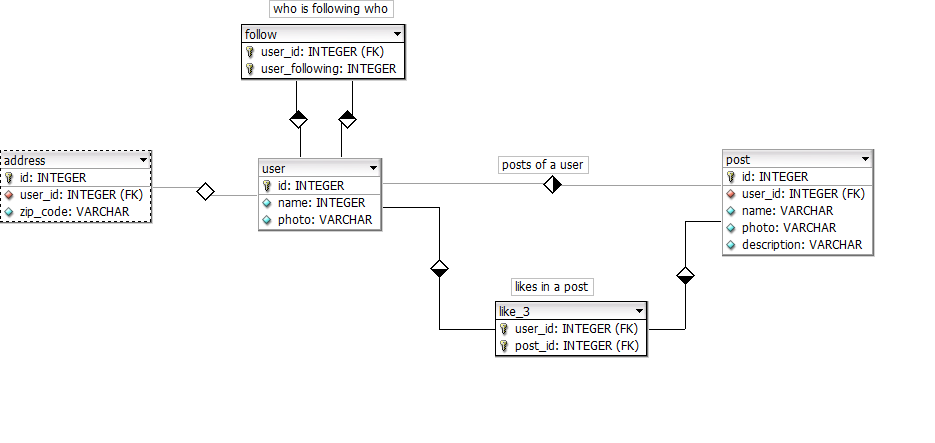 who is following who
follow
user_id: INTEGER (FK)
user_following: INTEGER
address
id: INTEGER
user_id: INTEGER (FK)
zip_code: VARCHAR
user
id: INTEGER
name: INTEGER
photo: VARCHAR
posts of a user
post
id: INTEGER
user_id: INTEGER (FK)
name: VARCHAR
photo: VARCHAR
description: VARCHAR
likes in a post
like_3
user_id: INTEGER (FK)
post_id: INTEGER (FK)